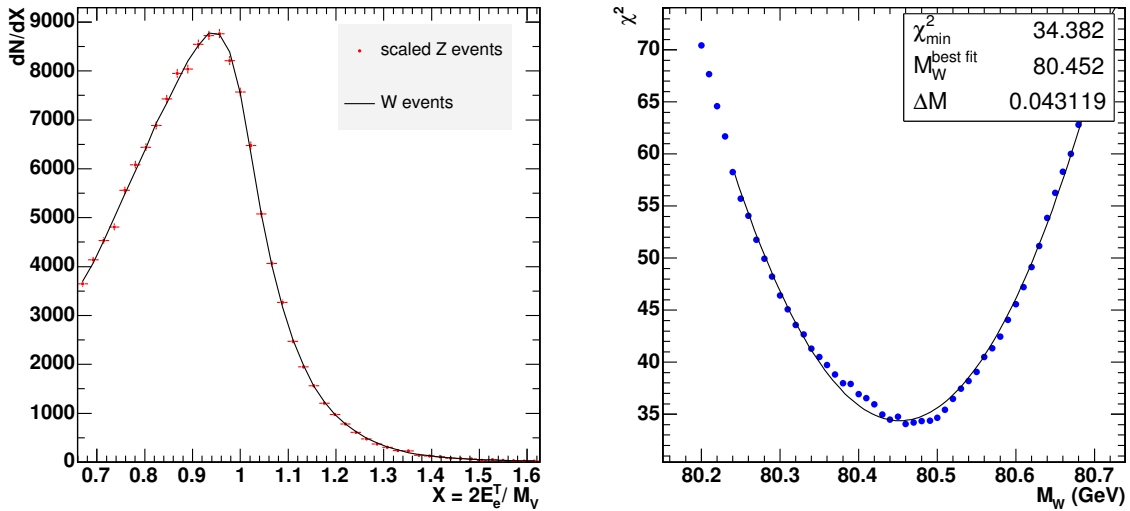 dN/dX
9000
8000
7000
6000
5000
4000
3000
2000
1000
0
scaled Z events
W events
0.7 0.8 0.9 1 1.1 1.2 1.3 1.4 1.5 1.6
X = 2E_e^T/ M_V
χ²
70
65
60
55
50
45
40
35
χ²_min 34.382
M_W^best fit 80.452
ΔM 0.043119
80.2 80.3 80.4 80.5 80.6 80.7
M_W (GeV)